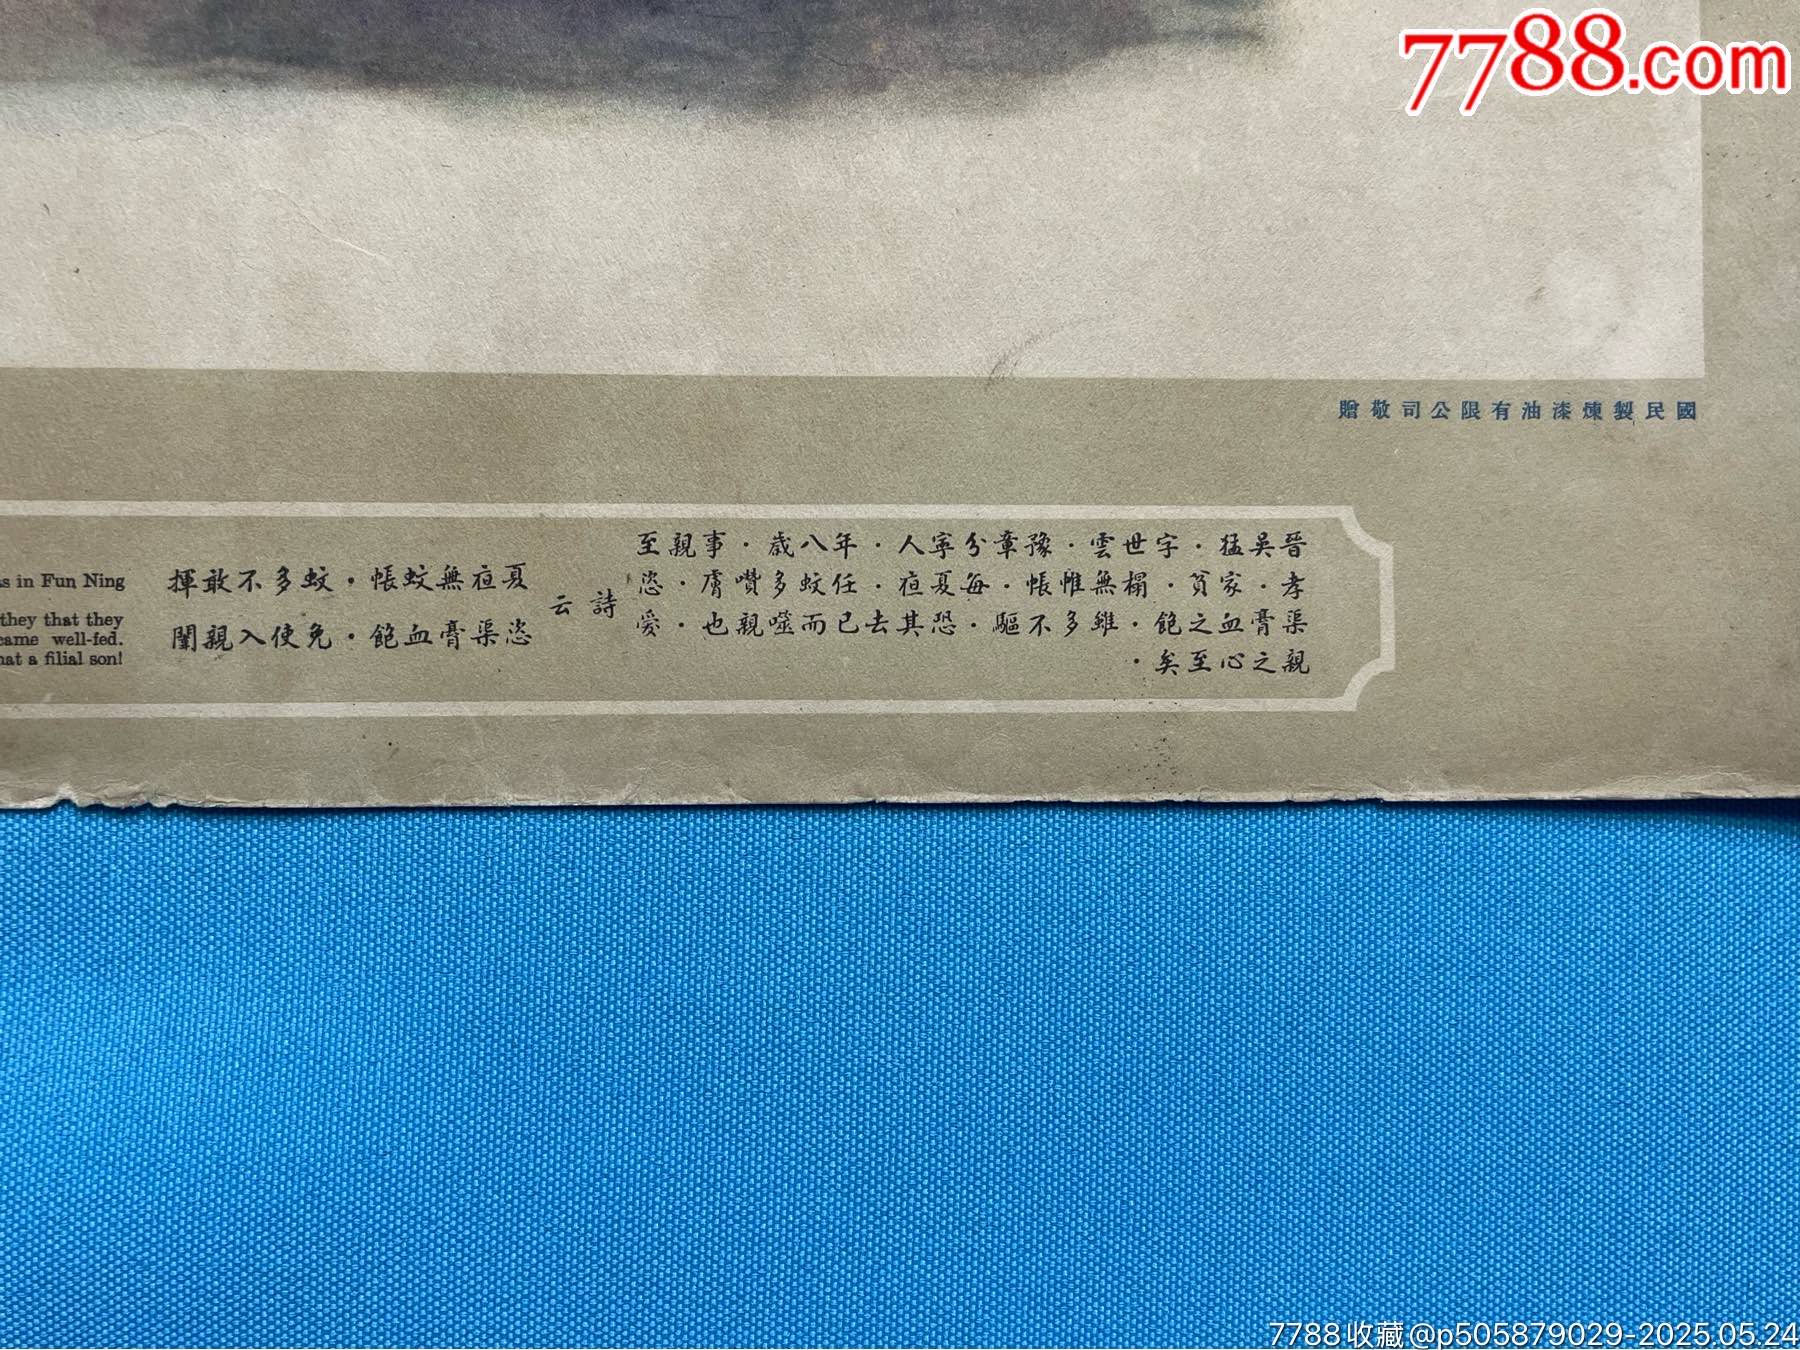 7788.com
國民製煉漆油有限公司敬贈
晉吳猛·字世雲·豫章分寧人·年八歲·事親至
孝·家貧·榻無帷帳·每夏夜·任蚊多囋膚·恣
渠膏血之飽·雖多不驅·恐其去已而噬親也·愛
親之心至矣·
詩云
夏夜無蚊帳·蚊多不敢揮
恣渠膏血飽·免使入親闈
in Fun Ning
they that they
came well-fed.
a filial son!
7788收藏@p505879029-2025.05.24